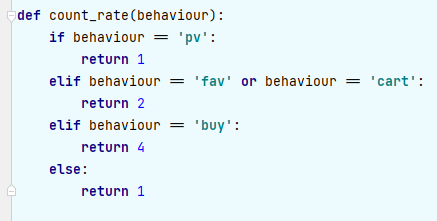 def count_rate(behaviour):
    if behaviour == 'pv':
        return 1
    elif behaviour == 'fav' or behaviour == 'cart':
        return 2
    elif behaviour == 'buy':
        return 4
    else:
        return 1